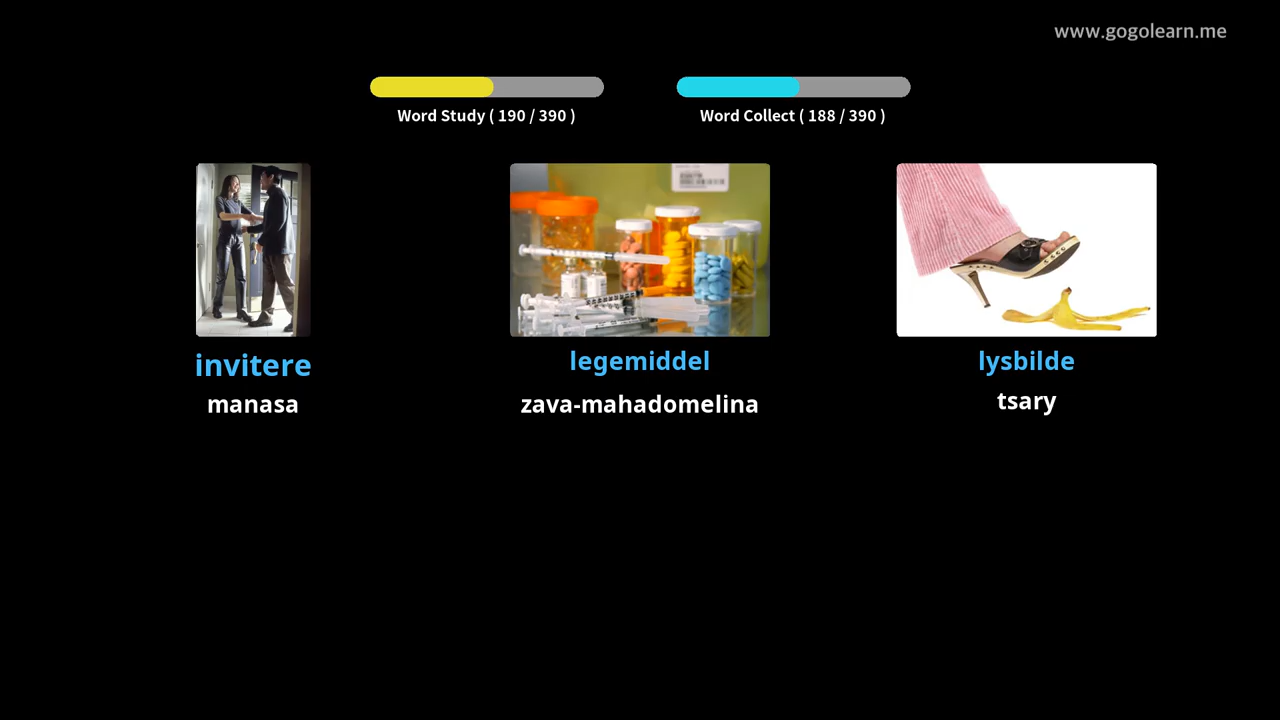 www.gogolearn.me
Word Study ( 190 / 390 )
Word Collect ( 188 / 390 )
invitere
manasa
legemiddel
zava-mahadomelina
lysbilde
tsary